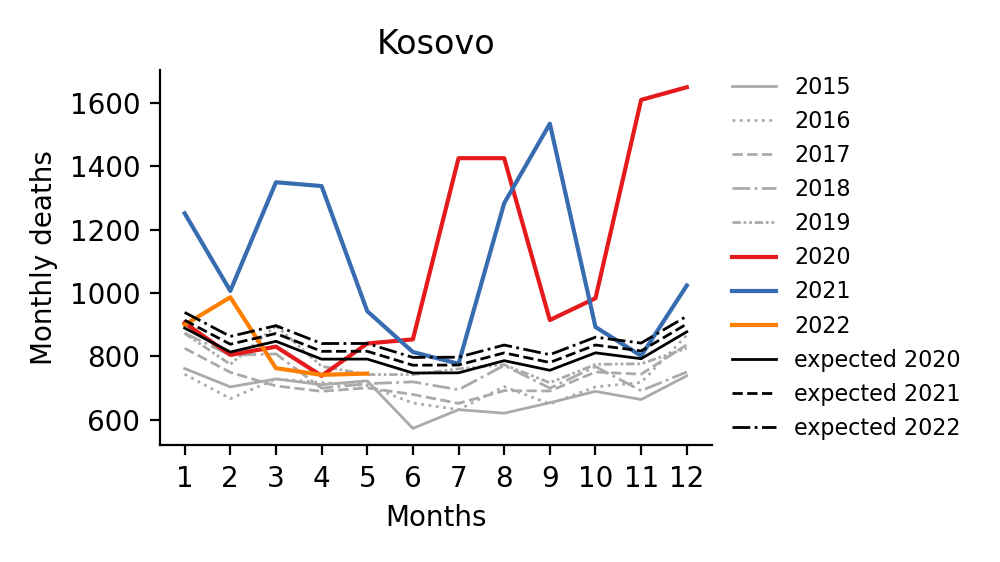 Kosovo
Monthly deaths
1600
1400
1200
1000
800
600
1 2 3 4 5 6 7 8 9 10 11 12
Months
2015
2016
2017
2018
2019
2020
2021
2022
expected 2020
expected 2021
expected 2022